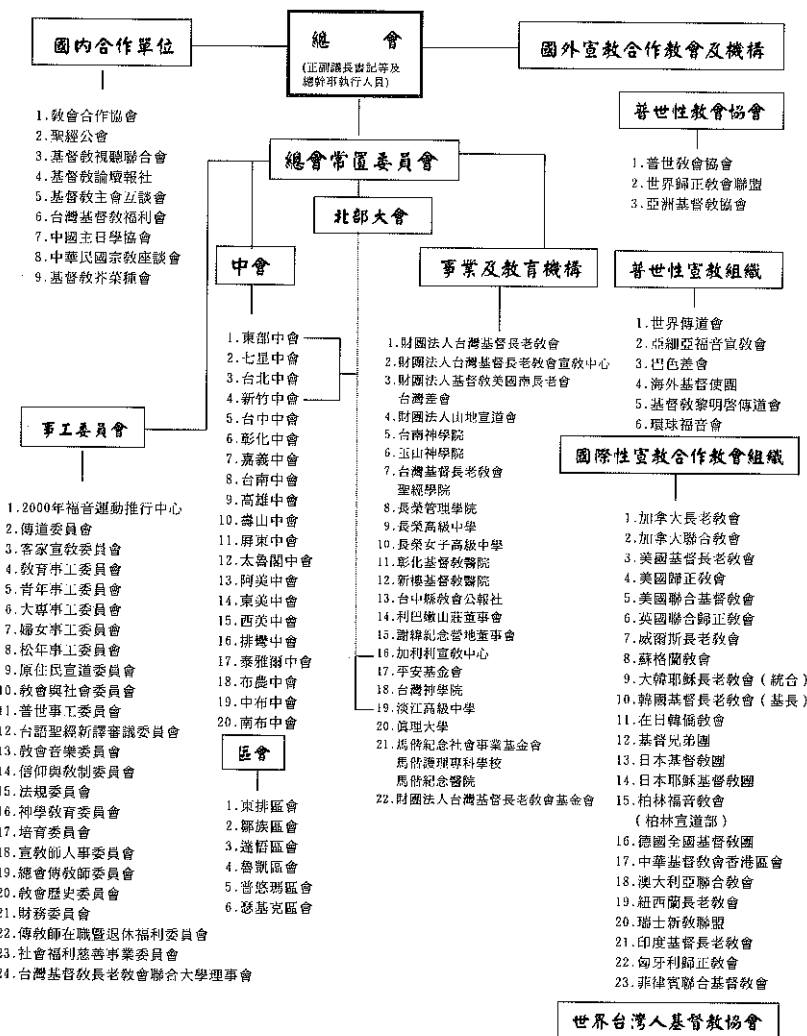 總會
(正副議長書記等及
總幹事執行人員)
國內合作單位
1.教會合作協會
2.聖經公會
3.基督教視聽聯合會
4.基督教論壇報社
5.基督教主會互談會
6.台灣基督教福利會
7.中國主日學協會
8.中華民國宗教座談會
9.基督教芥菜種會
國外宣教合作教會及機構
普世性教會協會
1.普世教會協會
2.世界歸正教會聯盟
3.亞洲基督教協會
普世性宣教組織
1.世界傳道會
2.亞細亞福音宣教會
3.巴色差會
4.海外基督使團
5.基督教黎明啓傳道會
6.環球福音會
國際性宣教合作教會組織
1.加拿大長老教會
2.加拿大聯合教會
3.美國基督長老教會
4.美國歸正教會
5.美國聯合基督教會
6.英國聯合歸正教會
7.威爾斯長老教會
8.蘇格蘭教會
9.大韓耶穌長老教會(統合)
10.韓國基督長老教會(基長)
11.在日韓僑教會
12.基督兄弟團
13.日本基督教團
14.日本耶穌基督教團
15.柏林福音教會
(柏林宣道部)
16.德國全國基督教團
17.中華基督教會香港區會
18.澳大利亞聯合教會
19.紐西蘭長老教會
20.瑞士新教聯盟
21.印度基督長老教會
22.匈牙利歸正教會
23.菲律賓聯合基督教會
世界台灣人基督教協會
總會常置委員會
北部大會
中會
1.東部中會
2.七星中會
3.台北中會
4.新竹中會
5.台中中會
6.彰化中會
7.嘉義中會
8.台南中會
9.高雄中會
10.壽山中會
11.屏東中會
12.太魯閣中會
13.阿美中會
14.東美中會
15.西美中會
16.排灣中會
17.泰雅爾中會
18.布農中會
19.中布中會
20.南布中會
區會
1.東排區會
2.鄒族區會
3.達悟區會
4.魯凱區會
5.普悠瑪區會
6.瑟基克區會
事業及教育機構
1.財團法人台灣基督長老教會
2.財團法人台灣基督長老教會宣教中心
3.財團法人基督教美國南長老會
台灣差會
4.財團法人山地宣道會
5.台南神學院
6.玉山神學院
7.台灣基督長老教會
聖經學院
8.長榮管理學院
9.長榮高級中學
10.長榮女子高級中學
11.彰化基督教醫院
12.新樓基督教醫院
13.台中縣教會公報社
14.利巴嫩山莊董事會
15.謝緯紀念營地董事會
16.加利利宣教中心
17.平安基金會
18.台灣神學院
19.淡江高級中學
20.眞理大學
21.馬偕紀念社會事業基金會
馬偕護理專科學校
馬偕紀念醫院
22.財團法人台灣基督長老教會基金會
事工委員會
1.2000年福音運動推行中心
2.傳道委員會
3.客家宣教委員會
4.教育事工委員會
5.青年事工委員會
6.大專事工委員會
7.婦女事工委員會
8.松年事工委員會
9.原住民宣道委員會
10.教會與社會委員會
11.普世事工委員會
12.台語聖經新譯審議委員會
13.教會音樂委員會
14.信仰與教制委員會
15.法規委員會
16.神學教育委員會
17.培育委員會
18.宣教師人事委員會
19.總會傳教師委員會
20.教會歷史委員會
21.財務委員會
22.傳教師在職暨退休福利委員會
23.社會福利慈善事業委員會
24.台灣基督教長老教會聯合大學理事會